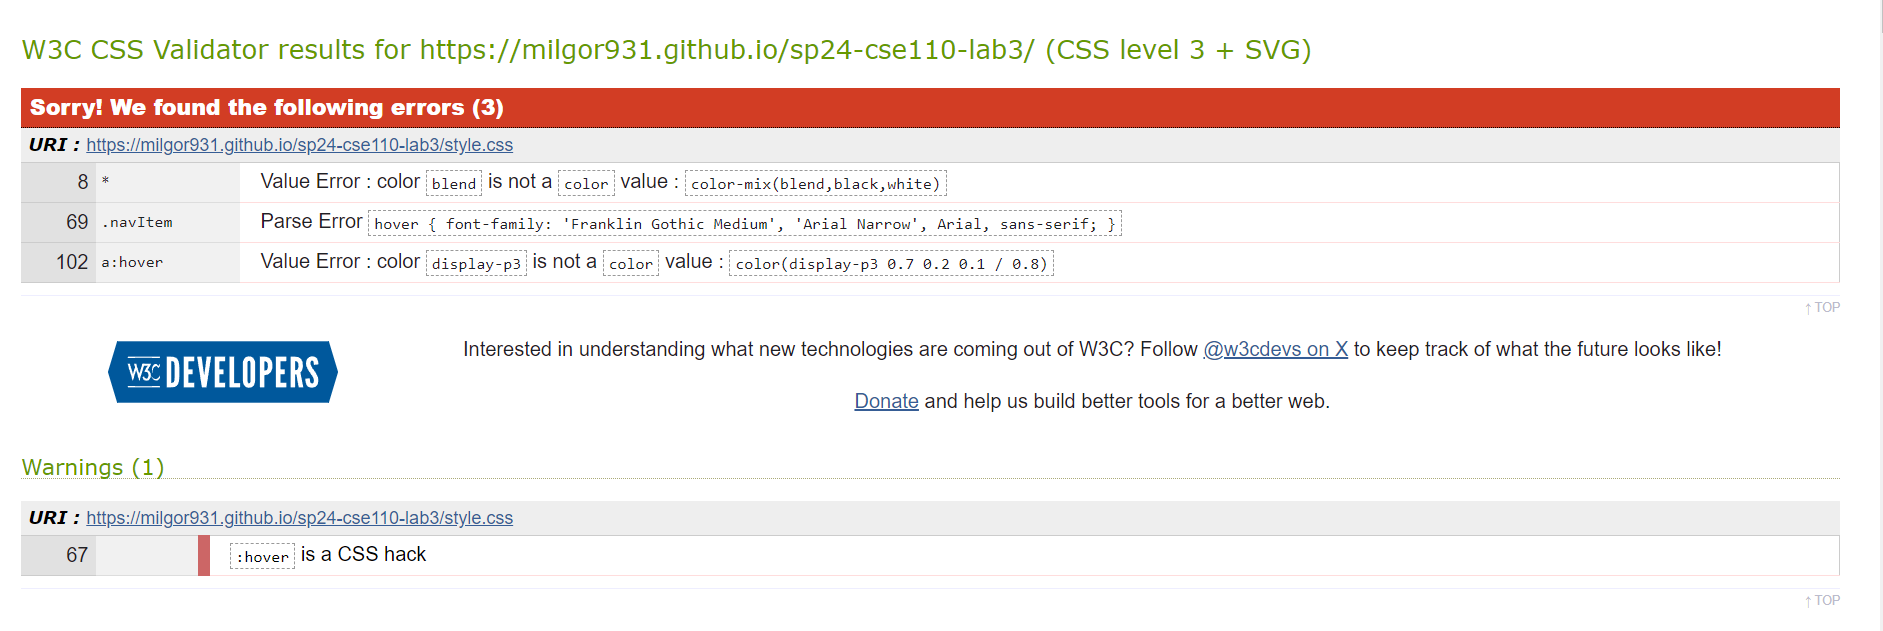 W3C CSS Validator results for https://milgor931.github.io/sp24-cse110-lab3/ (CSS level 3 + SVG)
Sorry! We found the following errors (3)
URI : https://milgor931.github.io/sp24-cse110-lab3/style.css
8 * Value Error : color blend is not a color value : color-mix(blend,black,white)
69 .navItem Parse Error hover { font-family: 'Franklin Gothic Medium', 'Arial Narrow', Arial, sans-serif; }
102 a:hover Value Error : color display-p3 is not a color value : color(display-p3 0.7 0.2 0.1 / 0.8)
↑ TOP
W3C DEVELOPERS
Interested in understanding what new technologies are coming out of W3C? Follow @w3cdevs on X to keep track of what the future looks like!
Donate and help us build better tools for a better web.
Warnings (1)
URI : https://milgor931.github.io/sp24-cse110-lab3/style.css
67 :hover is a CSS hack
↑ TOP